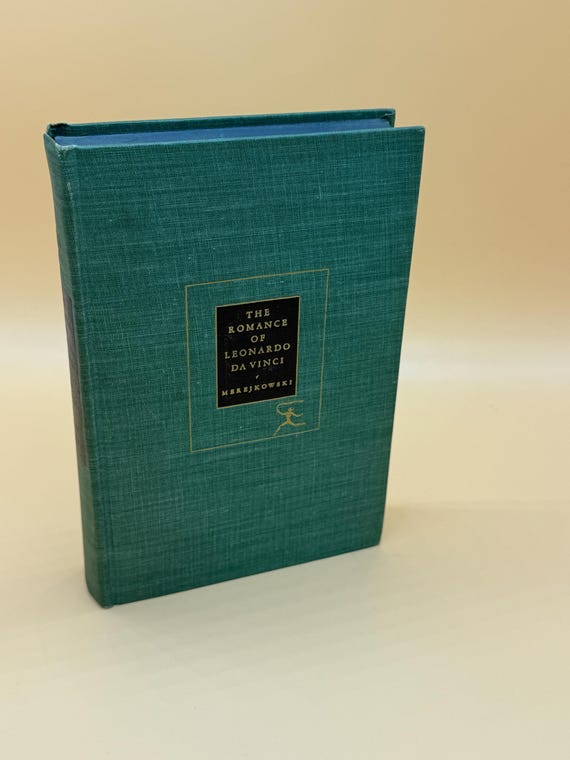 THE
ROMANCE
OF
LEONARDO
DA VINCI
MEREJKOWSKI